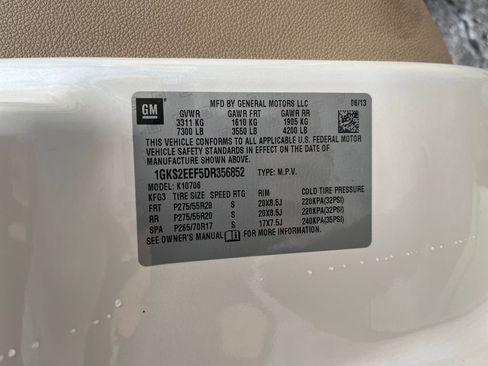 GM
MFD BY GENERAL MOTORS LLC 06/13
GVWR GAWR FR GAWR RR
3311 KG 1610 KG 1905 KG
7300 LB 3550 LB 4200 LB
THIS VEHICLE CONFORMS TO ALL APPLICABLE U.S. FEDERAL MOTOR
VEHICLE SAFETY STANDARDS IN EFFECT ON THE DATE OF
MANUFACTURE SHOWN ABOVE.
1GKS2EEF5DR356852 TYPE: M.P.V.
MODEL: K10706
KFG3 TIRE SIZE SPEED RTG RIM COLD TIRE PRESSURE
FRT P275/55R20 S 20X8.5J 220KPA(32PSI)
RR P275/55R20 S 20X8.5J 220KPA(32PSI)
SPA P265/70R17 S 17X7.5J 240KPA(35PSI)
SEE OWNER'S MANUAL FOR MORE INFORMATION.